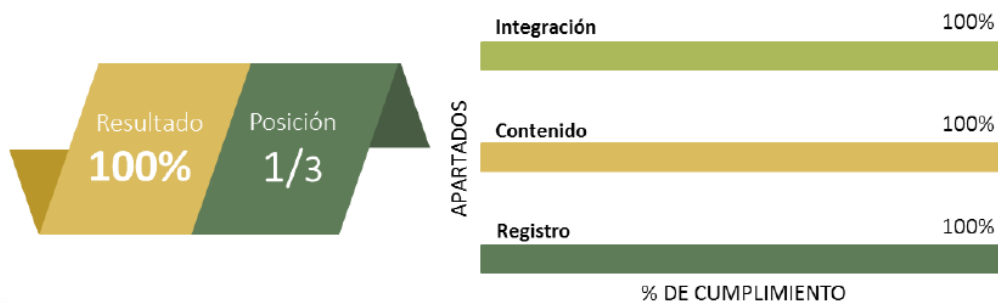 Resultado
100%
Posición
1/3
APARTADOS
Integración 100%
Contenido 100%
Registro 100%
% DE CUMPLIMIENTO